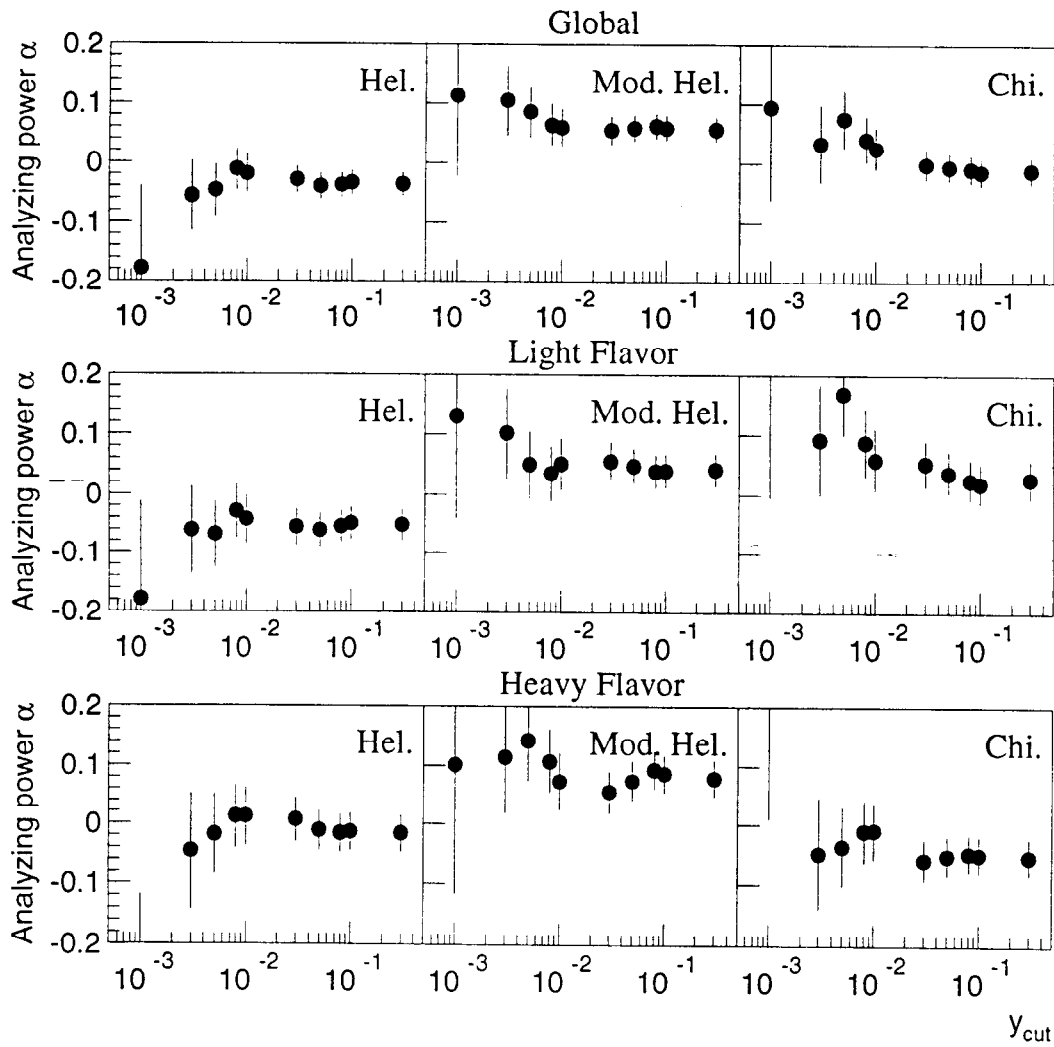 Global
Analyzing power α
0.2
0.1
0
-0.1
-0.2
Hel.
Mod. Hel.
Chi.
10⁻³ 10⁻² 10⁻¹ 10⁻³ 10⁻² 10⁻¹ 10⁻³ 10⁻² 10⁻¹
Light Flavor
Analyzing power α
0.2
0.1
0
-0.1
-0.2
Hel.
Mod. Hel.
Chi.
10⁻³ 10⁻² 10⁻¹ 10⁻³ 10⁻² 10⁻¹ 10⁻³ 10⁻² 10⁻¹
Heavy Flavor
Analyzing power α
0.2
0.1
0
-0.1
-0.2
Hel.
Mod. Hel.
Chi.
10⁻³ 10⁻² 10⁻¹ 10⁻³ 10⁻² 10⁻¹ 10⁻³ 10⁻² 10⁻¹
y_cut